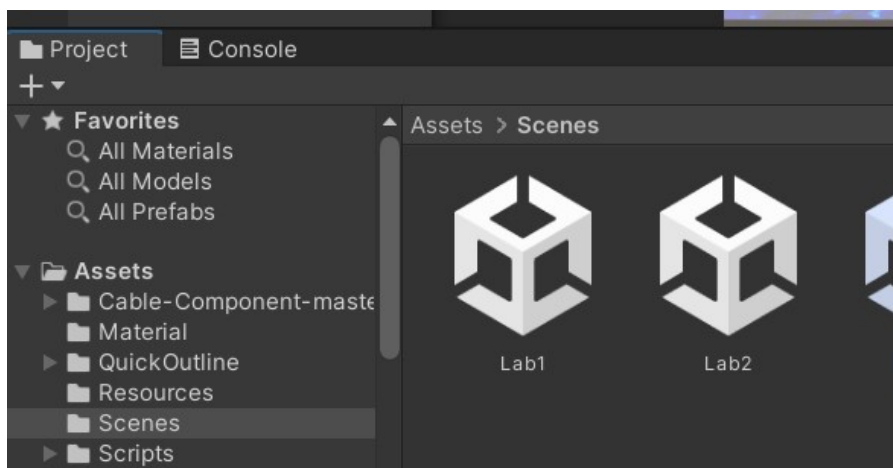 Project
Console
Favorites
All Materials
All Models
All Prefabs
Assets
Cable-Component-maste
Material
QuickOutline
Resources
Scenes
Scripts
Assets > Scenes
Lab1
Lab2